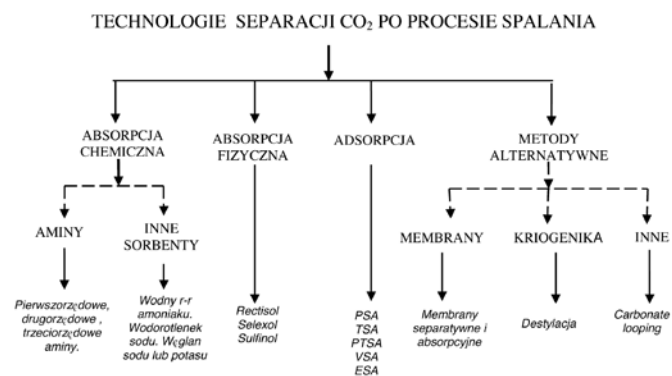 TECHNOLOGIE SEPARACJI CO₂ PO PROCESIE SPALANIA
ABSORPCJA
CHEMICZNA
ABSORPCJA
FIZYCZNA
ADSORPCJA
METODY
ALTERNATYWNE
AMINY
INNE
SORBENTY
MEMBRANY
KRIOGENIKA
INNE
Pierwszorzędowe,
drugorzędowe ,
trzeciorzędowe
aminy.
Wodny r-r
amoniaku.
Wodorotlenek
sodu. Węglan
sodu lub potasu
Rectisol
Selexol
Sulfinol
PSA
TSA
PTSA
VSA
ESA
Membrany
separatywne i
absorpcyjne
Destylacja
Carbonate
looping